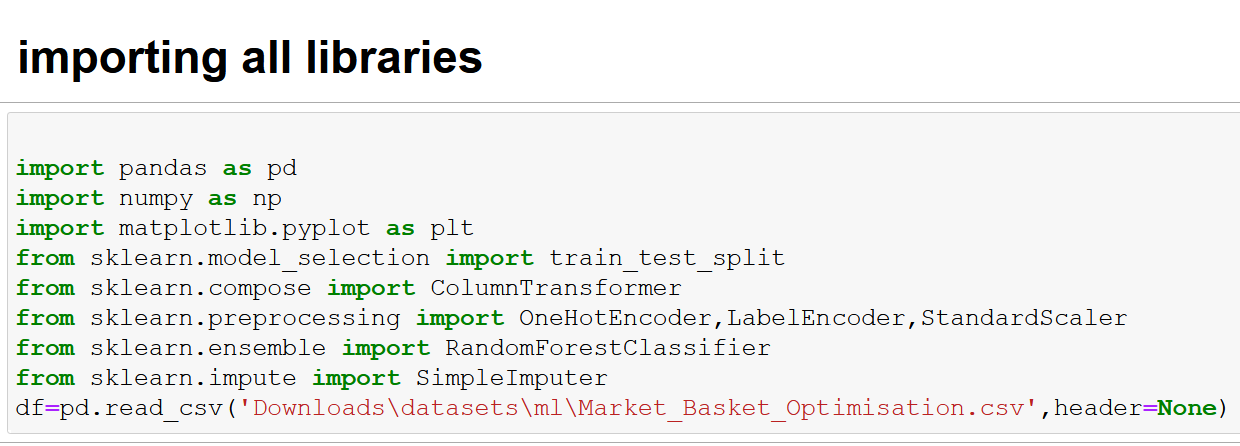 importing all libraries
import pandas as pd
import numpy as np
import matplotlib.pyplot as plt
from sklearn.model_selection import train_test_split
from sklearn.compose import ColumnTransformer
from sklearn.preprocessing import OneHotEncoder,LabelEncoder,StandardScaler
from sklearn.ensemble import RandomForestClassifier
from sklearn.impute import SimpleImputer
df=pd.read_csv('Downloads\datasets\ml\Market_Basket_Optimisation.csv',header=None)